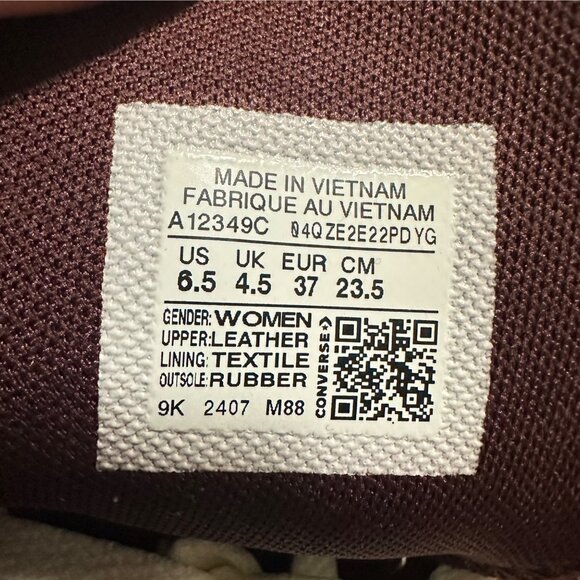 MADE IN VIETNAM
FABRIQUE AU VIETNAM
A12349C 04QZE2E22PDYG
US UK EUR CM
6.5 4.5 37 23.5
GENDER: WOMEN
UPPER: LEATHER
LINING: TEXTILE
OUTSOLE: RUBBER
CONVERSE
9K 2407 M88